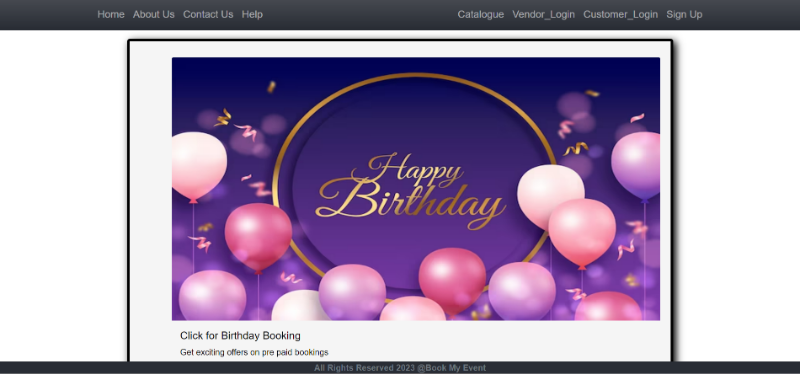 Home About Us Contact Us Help Catalogue Vendor_Login Customer_Login Sign Up
Happy
Birthday
Click for Birthday Booking
Get exciting offers on pre paid bookings
All Rights Reserved 2023 @Book My Event